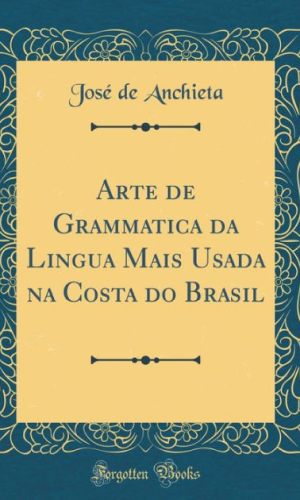 José de Anchieta
Arte de
Grammatica da
Lingua Mais Usada
na Costa do Brasil
Forgotten Books